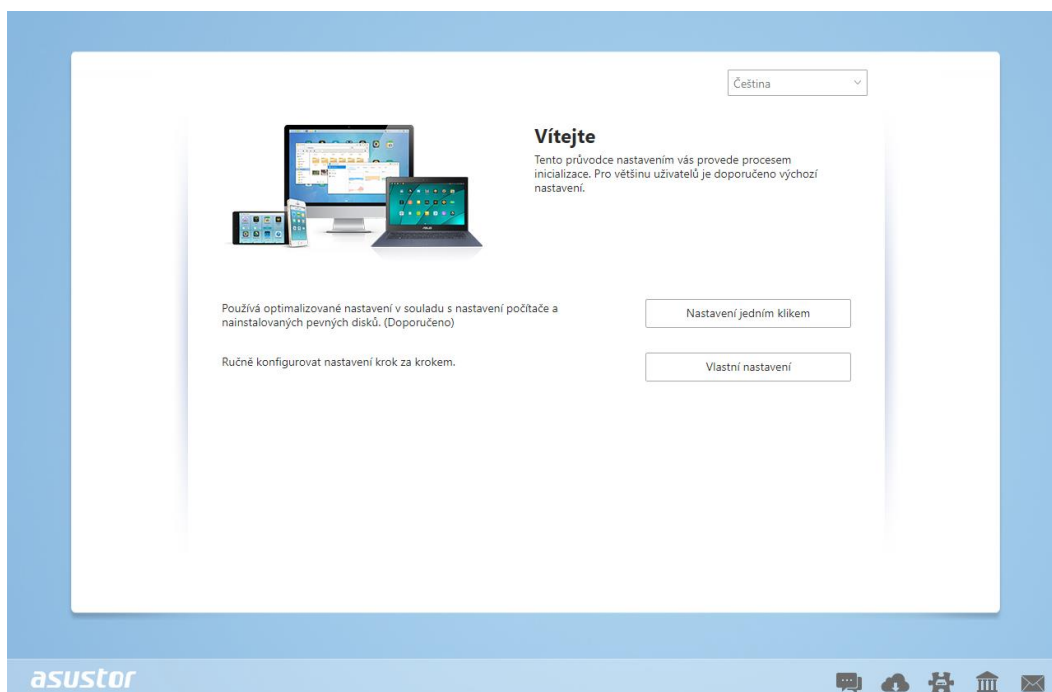 Čeština
Vítejte
Tento průvodce nastavením vás provede procesem
inicializace. Pro většinu uživatelů je doporučeno výchozí
nastavení.
Používá optimalizované nastavení v souladu s nastavení počítače a
nainstalovaných pevných disků. (Doporučeno)
Nastavení jedním klikem
Ručně konfigurovat nastavení krok za krokem.
Vlastní nastavení
asustor